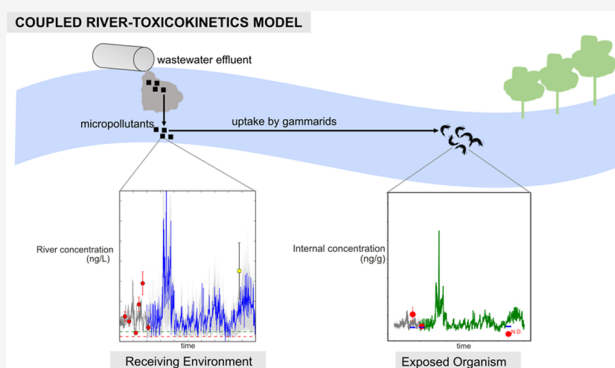 COUPLED RIVER-TOXICOKINETICS MODEL
wastewater effluent
micropollutants
uptake by gammarids
River concentration
(ng/L)
time
Receiving Environment
Internal concentration
(ng/g)
N.D.
time
Exposed Organism